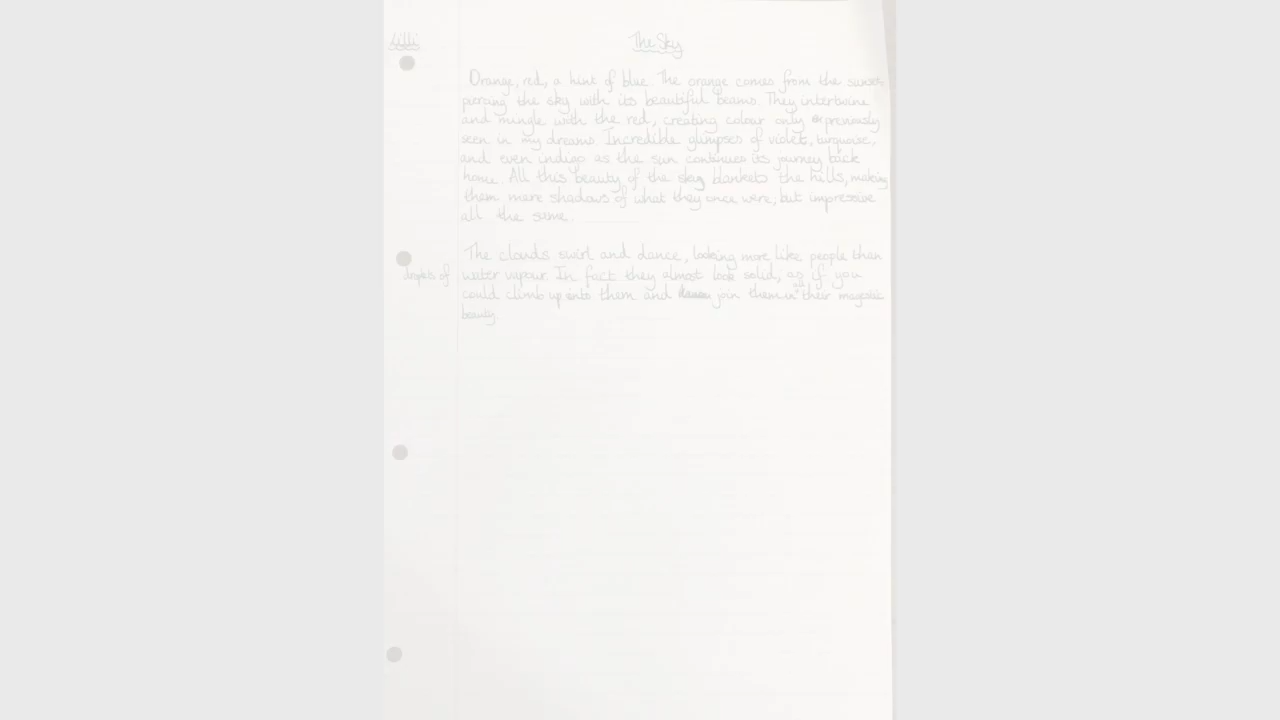 Lilli
The Sky
Orange, red, a hint of blue. The orange comes from the sunset,
piercing the sky with its beautiful beams. They intertwine
and mingle with the red, creating colour only previously
seen in my dreams. Incredible glimpses of violet, turquoise,
and even indigo as the sun continues its journey back
home. All this beauty of the sky blankets the hills, making
them mere shadows of what they once were, but impressive
all the same.
The clouds swirl and dance, looking more like people than
droplets of water vapour. In fact they almost look solid, as if you
could climb up onto them and join them in all their majestic
beauty.